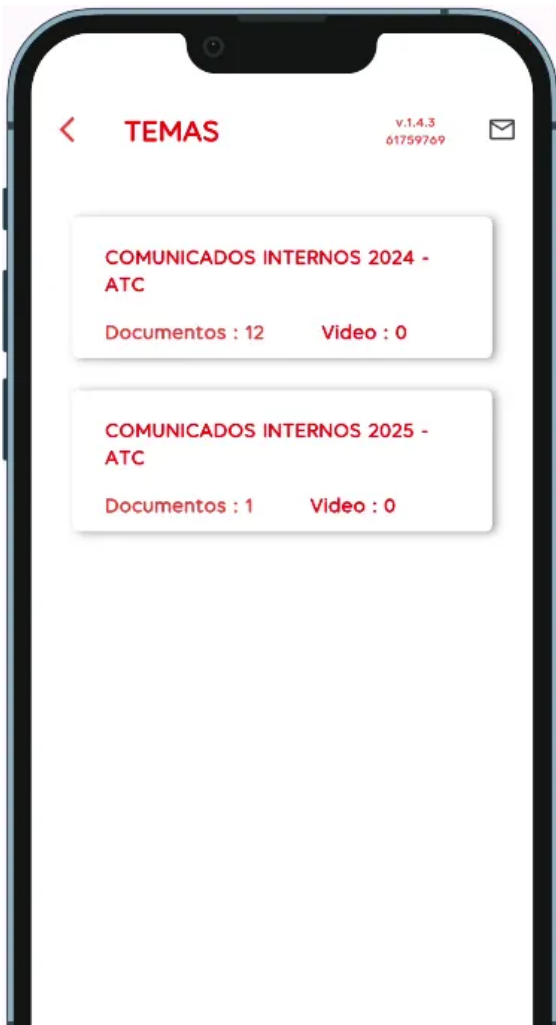 TEMAS
v.1.4.3
61759769
COMUNICADOS INTERNOS 2024 -
ATC
Documentos : 12 Video : 0
COMUNICADOS INTERNOS 2025 -
ATC
Documentos : 1 Video : 0